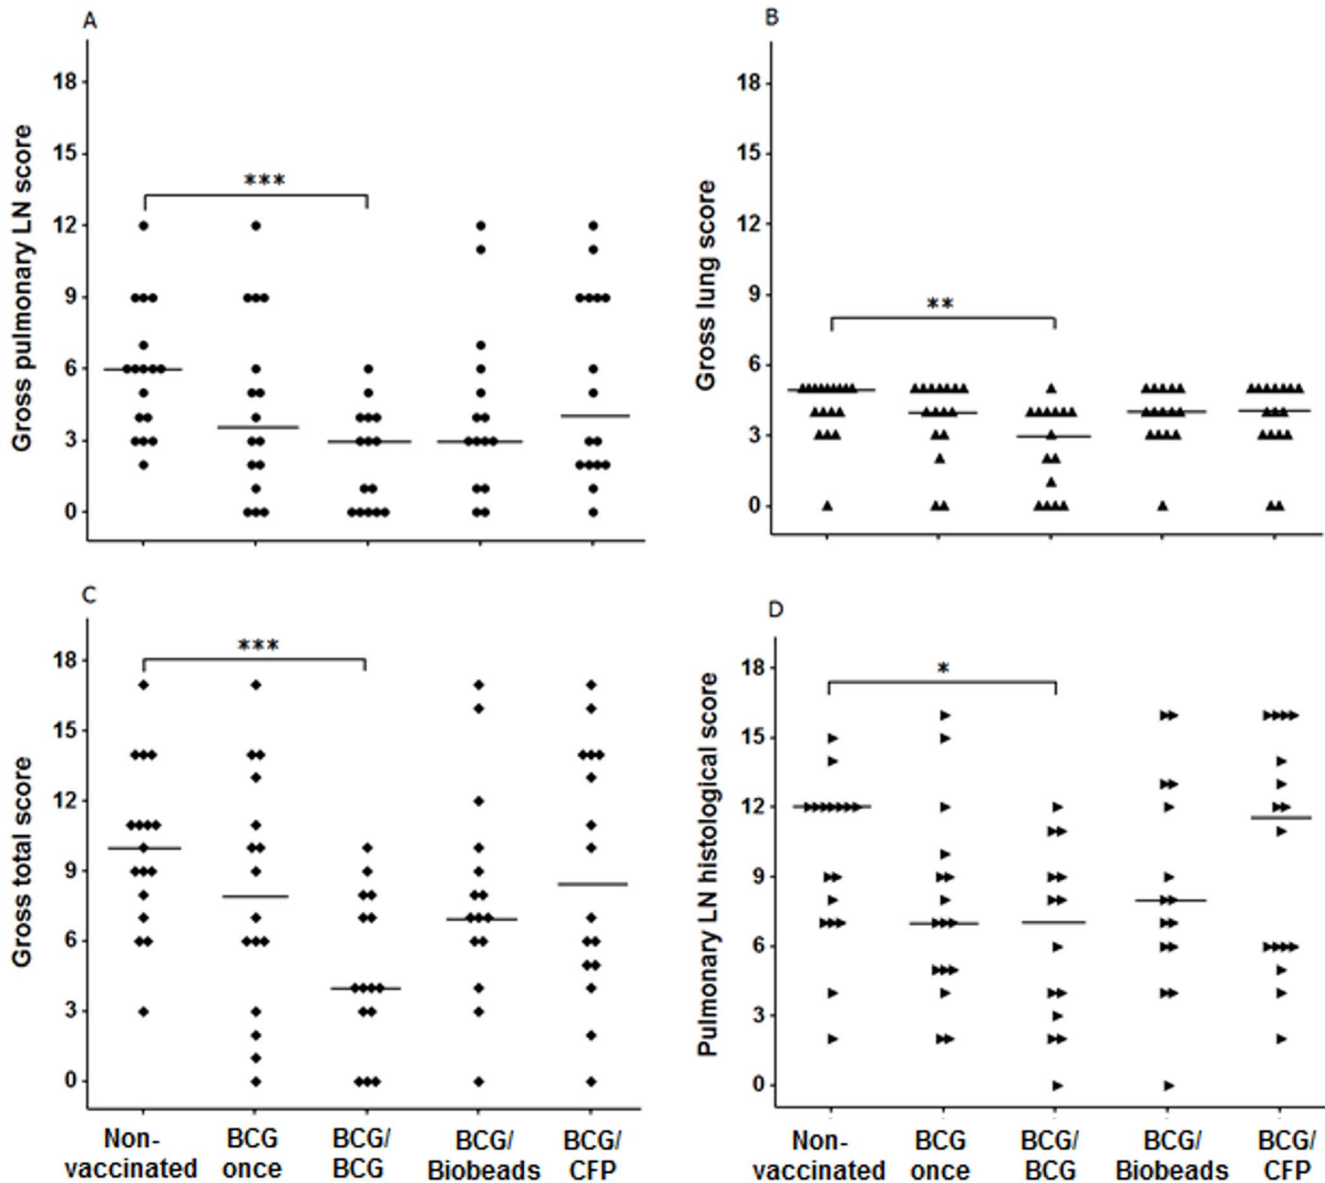 A
Gross pulmonary LN score
18
15
12
9
6
3
0
***
B
Gross lung score
18
15
12
9
6
3
0
**
C
Gross total score
18
15
12
9
6
3
0
***
Non-
vaccinated
BCG
once
BCG/
BCG
BCG/
Biobeads
BCG/
CFP
D
Pulmonary LN histological score
18
15
12
9
6
3
0
*
Non-
vaccinated
BCG
once
BCG/
BCG
BCG/
Biobeads
BCG/
CFP